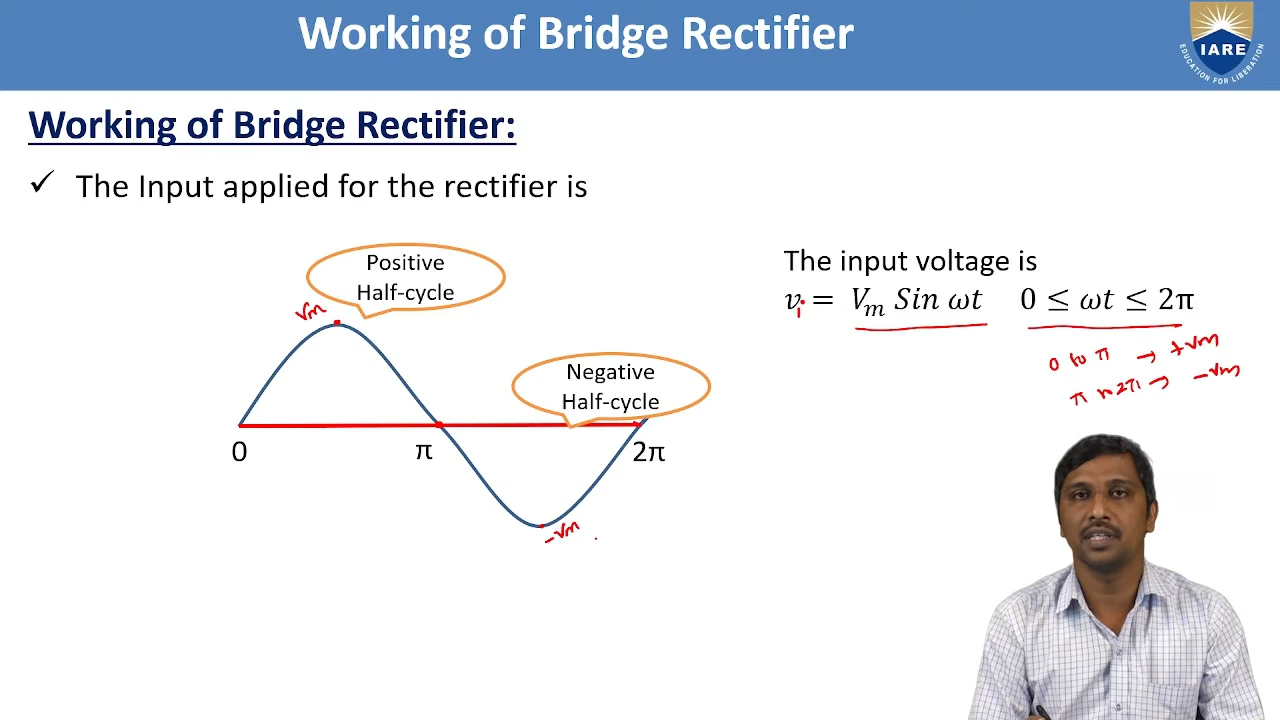 Working of Bridge Rectifier
IARE
EDUCATION FOR LIBERATION
Working of Bridge Rectifier:
✓ The Input applied for the rectifier is
Positive
Half-cycle
Vm
Negative
Half-cycle
0 π 2π
-Vm
The input voltage is
vᵢ = Vₘ Sin ωt 0 ≤ ωt ≤ 2π
0 to π → +Vm
π to 2π → -Vm